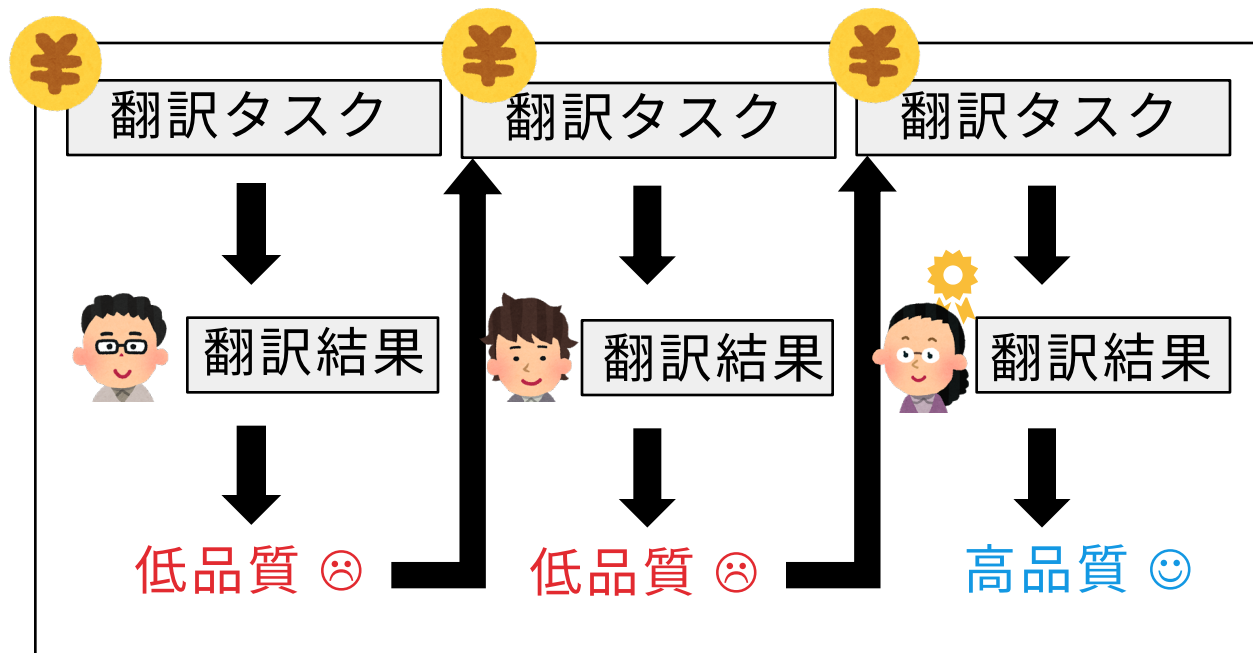 ¥
¥
¥
翻訳タスク
翻訳タスク
翻訳タスク
翻訳結果
翻訳結果
翻訳結果
低品質 ☹
低品質 ☹
高品質 ☺